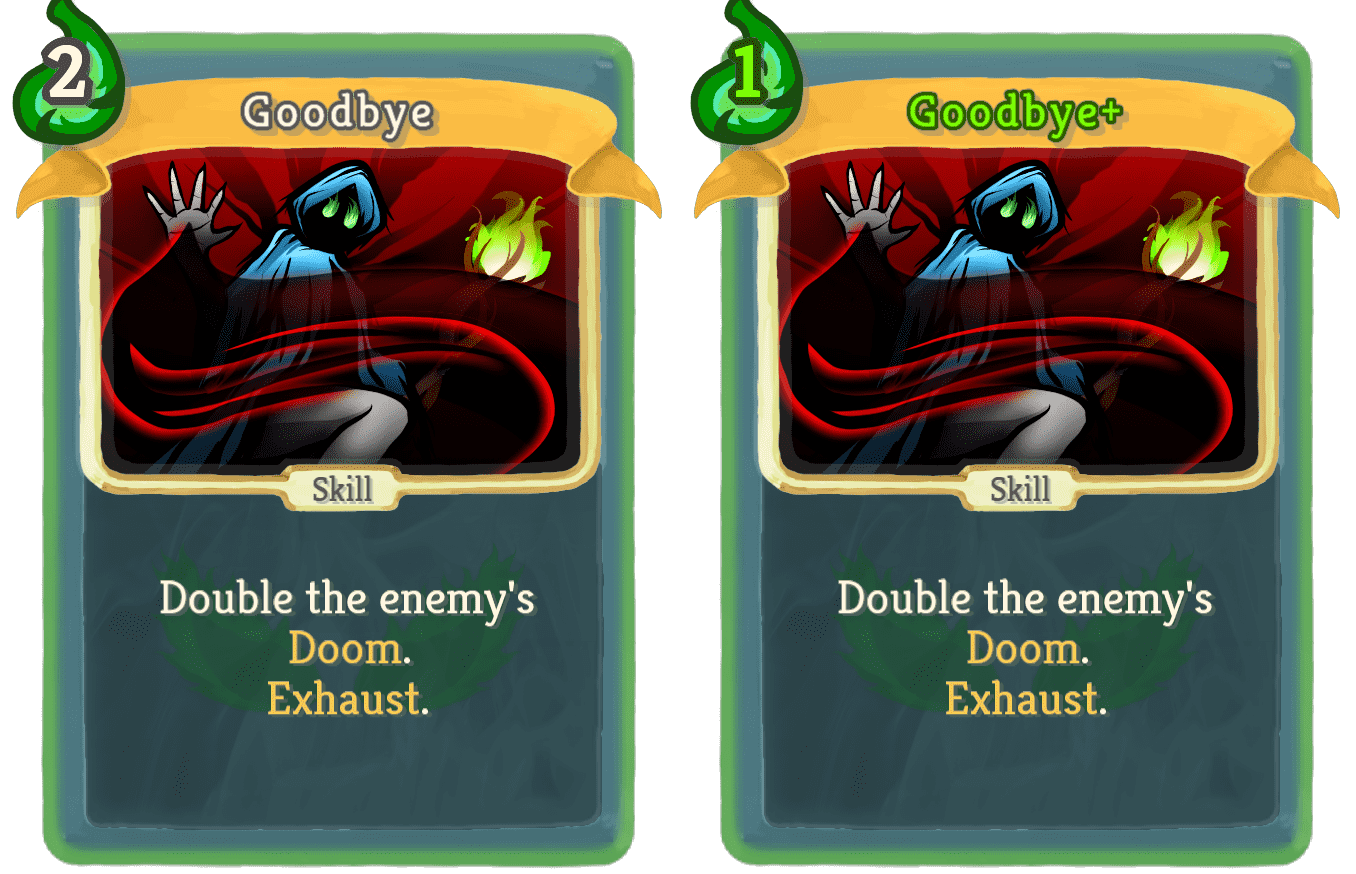 2
Goodbye
Skill
Double the enemy's
Doom.
Exhaust.
1
Goodbye+
Skill
Double the enemy's
Doom.
Exhaust.